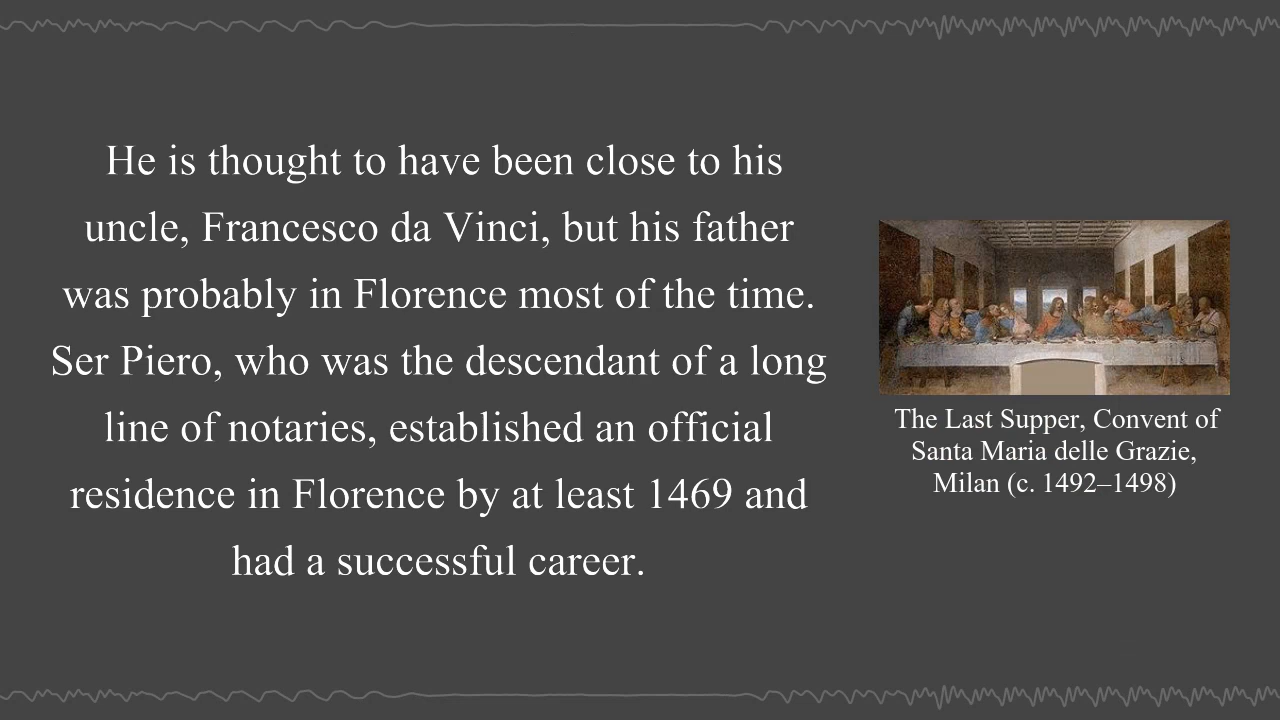 He is thought to have been close to his
uncle, Francesco da Vinci, but his father
was probably in Florence most of the time.
Ser Piero, who was the descendant of a long
line of notaries, established an official
residence in Florence by at least 1469 and
had a successful career.
The Last Supper, Convent of
Santa Maria delle Grazie,
Milan (c. 1492–1498)